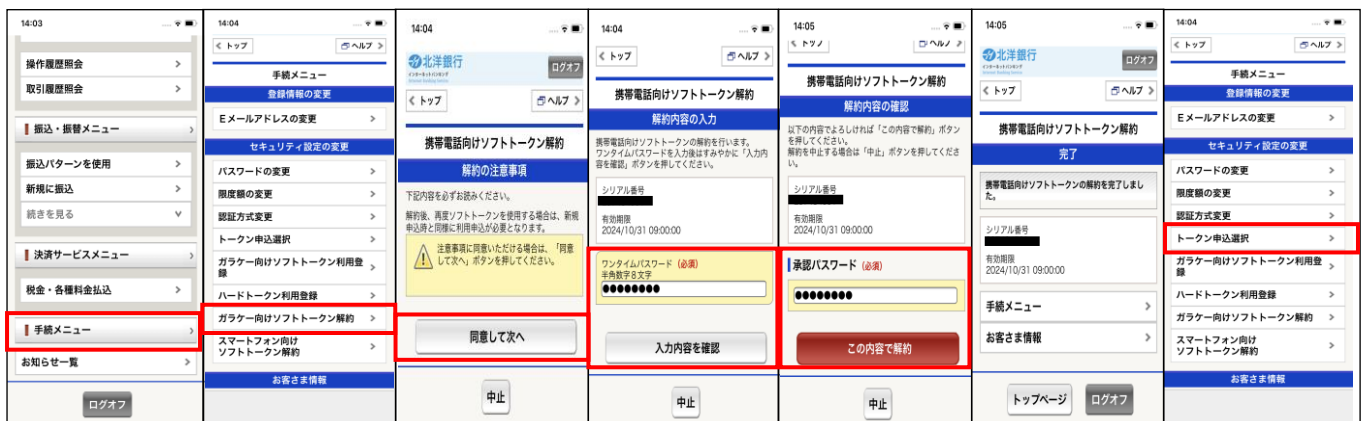 14:03
操作履歴照会 >
取引履歴照会 >
振込・振替メニュー >
振込パターンを使用 >
新規に振込 >
続きを見る ∨
決済サービスメニュー >
税金・各種料金払込 >
手続メニュー >
お知らせ一覧 >
ログオフ
14:04
< トップ
ヘルプ >
手続メニュー
登録情報の変更
Eメールアドレスの変更 >
セキュリティ設定の変更
パスワードの変更 >
限度額の変更 >
認証方式変更 >
トークン申込選択 >
ガラケー向けソフトトークン利用登
録 >
ハードトークン利用登録 >
ガラケー向けソフトトークン解約 >
スマートフォン向け
ソフトトークン解約 >
お客さま情報
14:04
北洋銀行
インターネットバンキング
Internet Banking Service
ログオフ
< トップ
ヘルプ >
携帯電話向けソフトトークン解約
解約の注意事項
下記内容を必ずお読みください。
解約後、再度ソフトトークンを使用する場合は、新規
申込時と同様に利用申込が必要となります。
注意事項に同意いただける場合は、「同意
して次へ」ボタンを押してください。
同意して次へ
中止
14:04
< トップ
ヘルプ >
携帯電話向けソフトトークン解約
解約内容の入力
携帯電話向けソフトトークンの解約を行います。
ワンタイムパスワードを入力後はすみやかに「入力内
容を確認」ボタンを押してください。
シリアル番号
有効期限
2024/10/31 09:00:00
ワンタイムパスワード (必須)
半角数字8文字
●●●●●●●●
入力内容を確認
中止
14:05
< トップ
ヘルプ >
携帯電話向けソフトトークン解約
解約内容の確認
以下の内容でよろしければ「この内容で解約」ボタン
を押してください。
解約を中止する場合は「中止」ボタンを押してくださ
い。
シリアル番号
有効期限
2024/10/31 09:00:00
承認パスワード (必須)
●●●●●●●●
この内容で解約
中止
14:05
北洋銀行
インターネットバンキング
Internet Banking Service
ログオフ
< トップ
ヘルプ >
携帯電話向けソフトトークン解約
完了
携帯電話向けソフトトークンの解約を完了しまし
た。
シリアル番号
有効期限
2024/10/31 09:00:00
手続メニュー >
お客さま情報 >
トップページ
ログオフ
14:04
< トップ
ヘルプ >
手続メニュー
登録情報の変更
Eメールアドレスの変更 >
セキュリティ設定の変更
パスワードの変更 >
限度額の変更 >
認証方式変更 >
トークン申込選択 >
ガラケー向けソフトトークン利用登
録 >
ハードトークン利用登録 >
ガラケー向けソフトトークン解約 >
スマートフォン向け
ソフトトークン解約 >
お客さま情報